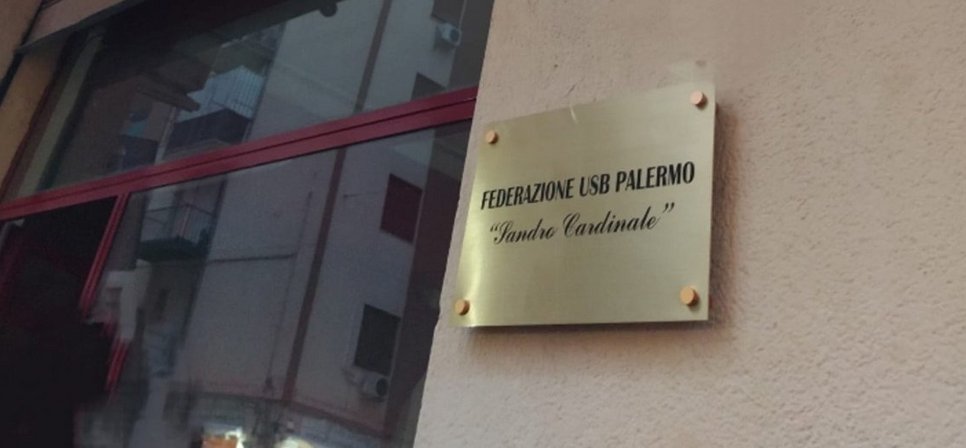 FEDERAZIONE USB PALERMO
"Sandro Cardinale"